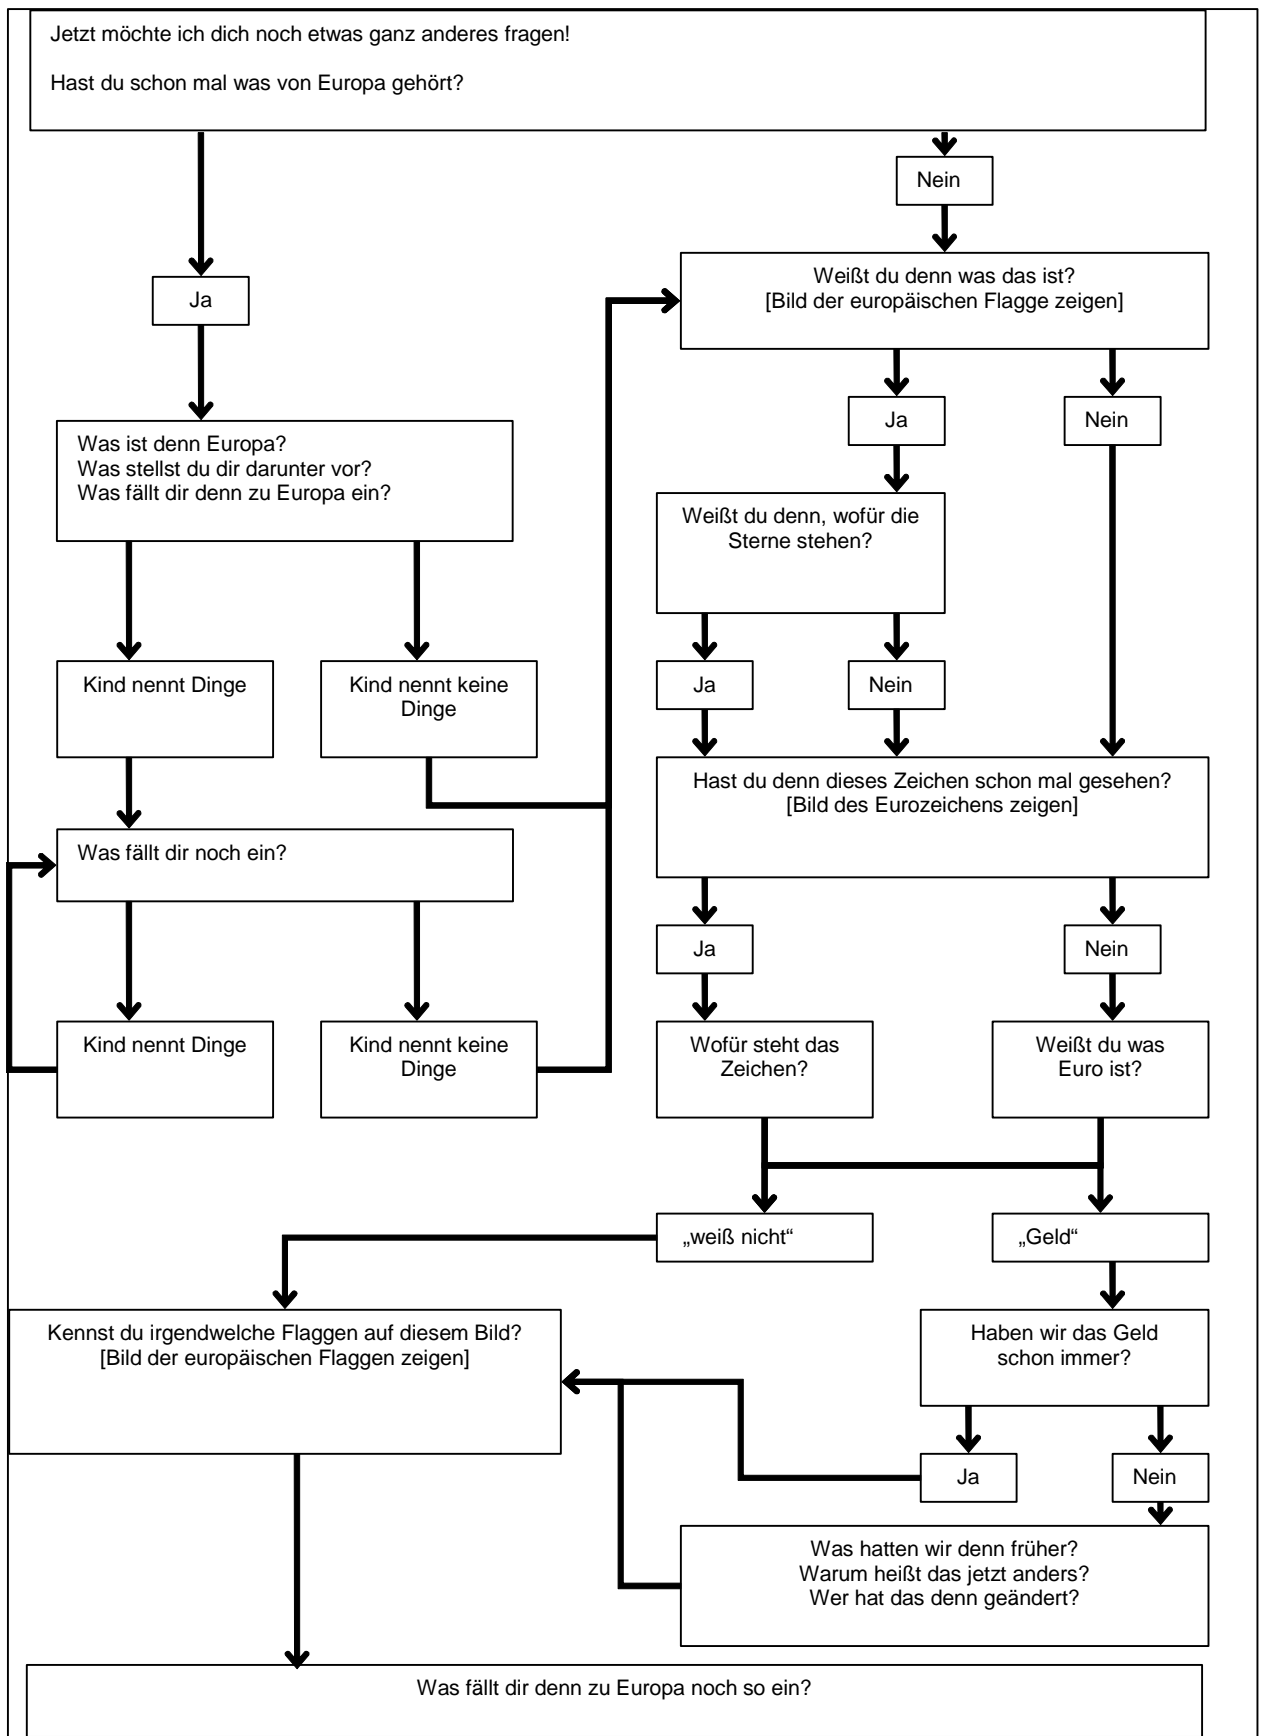 Jetzt möchte ich dich noch etwas ganz anderes fragen!
Hast du schon mal was von Europa gehört?
Nein
Weißt du denn was das ist?
[Bild der europäischen Flagge zeigen]
Ja
Ja
Nein
Was ist denn Europa?
Was stellst du dir darunter vor?
Was fällt dir denn zu Europa ein?
Weißt du denn, wofür die
Sterne stehen?
Kind nennt Dinge
Kind nennt keine
Dinge
Ja
Nein
Hast du denn dieses Zeichen schon mal gesehen?
[Bild des Eurozeichens zeigen]
Was fällt dir noch ein?
Ja
Nein
Kind nennt Dinge
Kind nennt keine
Dinge
Wofür steht das
Zeichen?
Weißt du was
Euro ist?
„weiß nicht“
„Geld“
Kennst du irgendwelche Flaggen auf diesem Bild?
[Bild der europäischen Flaggen zeigen]
Haben wir das Geld
schon immer?
Ja
Nein
Was hatten wir denn früher?
Warum heißt das jetzt anders?
Wer hat das denn geändert?
Was fällt dir denn zu Europa noch so ein?